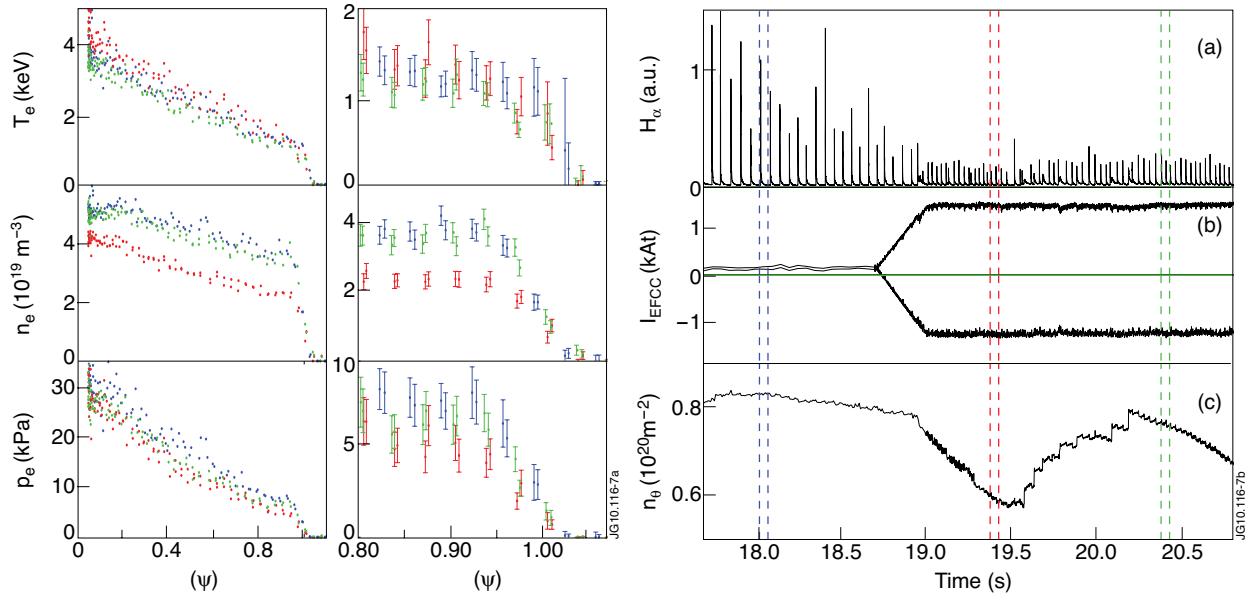 T_e (keV)
4
2
0
2
1
0
n_e (10^19 m^-3)
4
2
0
4
2
0
p_e (kPa)
30
20
10
0
10
5
0
0
0.4
0.8
0.80
0.90
1.00
(ψ)
(ψ)
JG10.116-7a
(a)
H_α (a.u.)
1
0
(b)
I_EFCC (kAt)
1
0
−1
(c)
n_θ (10^20 m^-2)
0.8
0.6
18.0
18.5
19.0
19.5
20.0
20.5
Time (s)
JG10.116-7b